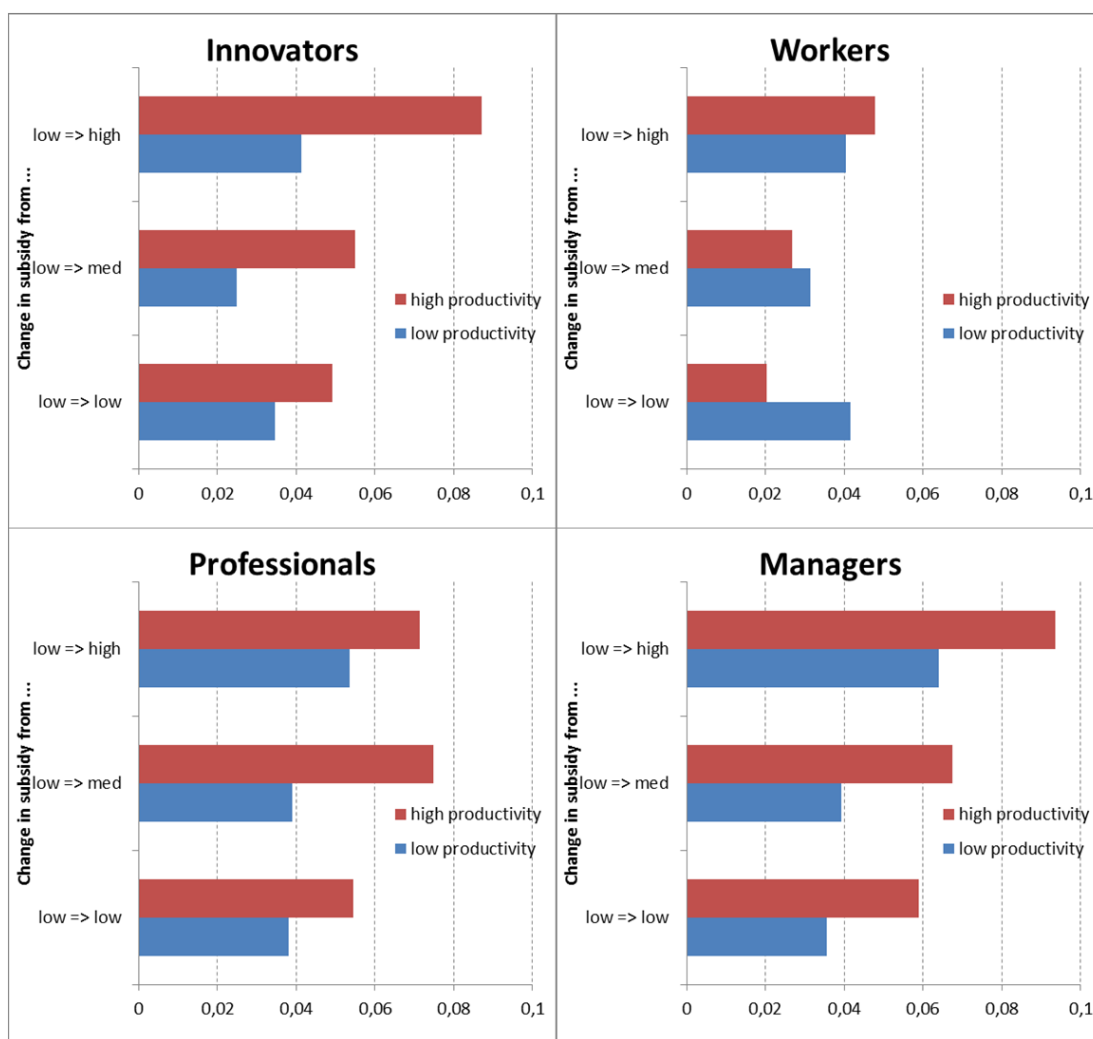 Innovators
Change in subsidy from ...
low => high
low => med
low => low
high productivity
low productivity
0 0,02 0,04 0,06 0,08 0,1
Workers
Change in subsidy from ...
low => high
low => med
low => low
high productivity
low productivity
0 0,02 0,04 0,06 0,08 0,1
Professionals
Change in subsidy from ...
low => high
low => med
low => low
high productivity
low productivity
0 0,02 0,04 0,06 0,08 0,1
Managers
Change in subsidy from ...
low => high
low => med
low => low
high productivity
low productivity
0 0,02 0,04 0,06 0,08 0,1